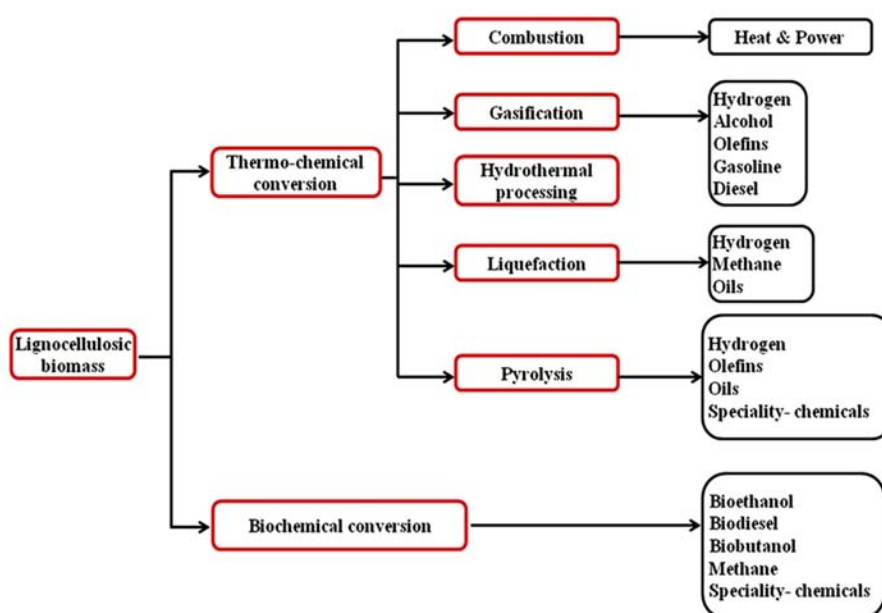 Combustion
Heat & Power
Gasification
Hydrogen
Alcohol
Olefins
Gasoline
Diesel
Thermo-chemical
conversion
Hydrothermal
processing
Liquefaction
Hydrogen
Methane
Oils
Lignocellulosic
biomass
Pyrolysis
Hydrogen
Olefins
Oils
Speciality- chemicals
Biochemical conversion
Bioethanol
Biodiesel
Biobutanol
Methane
Speciality- chemicals